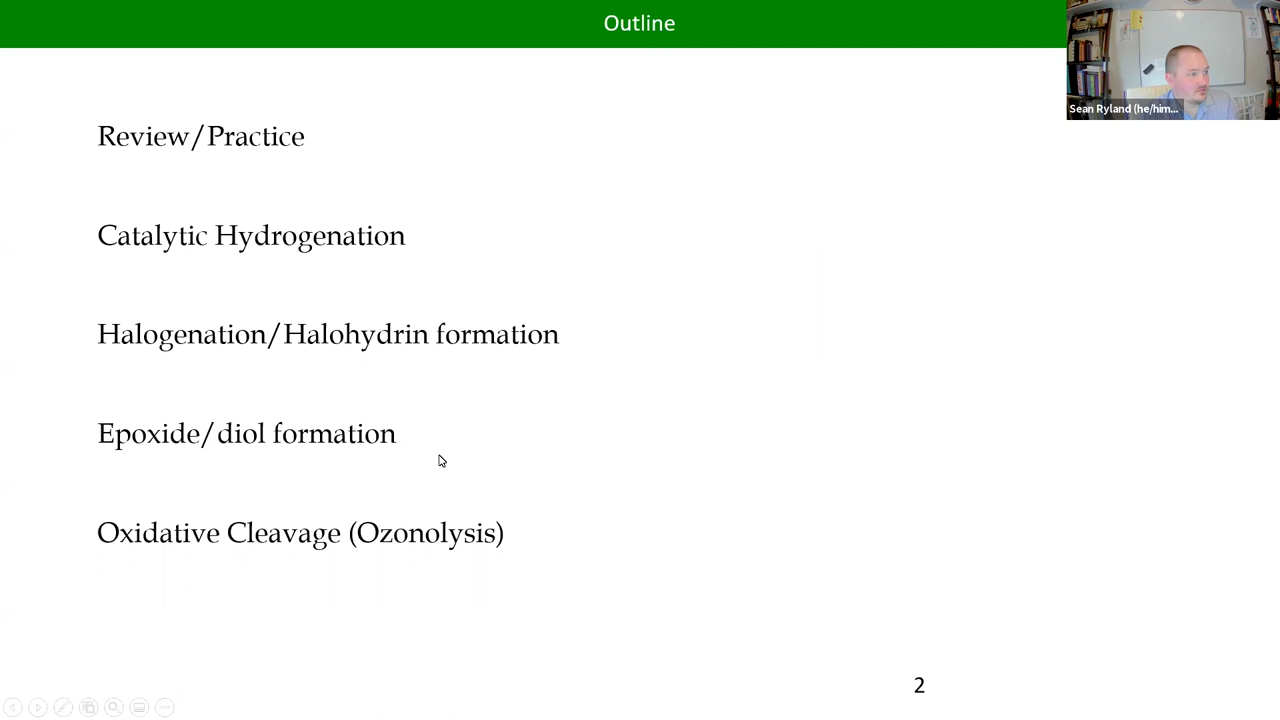 Outline
Sean Ryland (he/him...
Review/Practice
Catalytic Hydrogenation
Halogenation/Halohydrin formation
Epoxide/diol formation
Oxidative Cleavage (Ozonolysis)
2